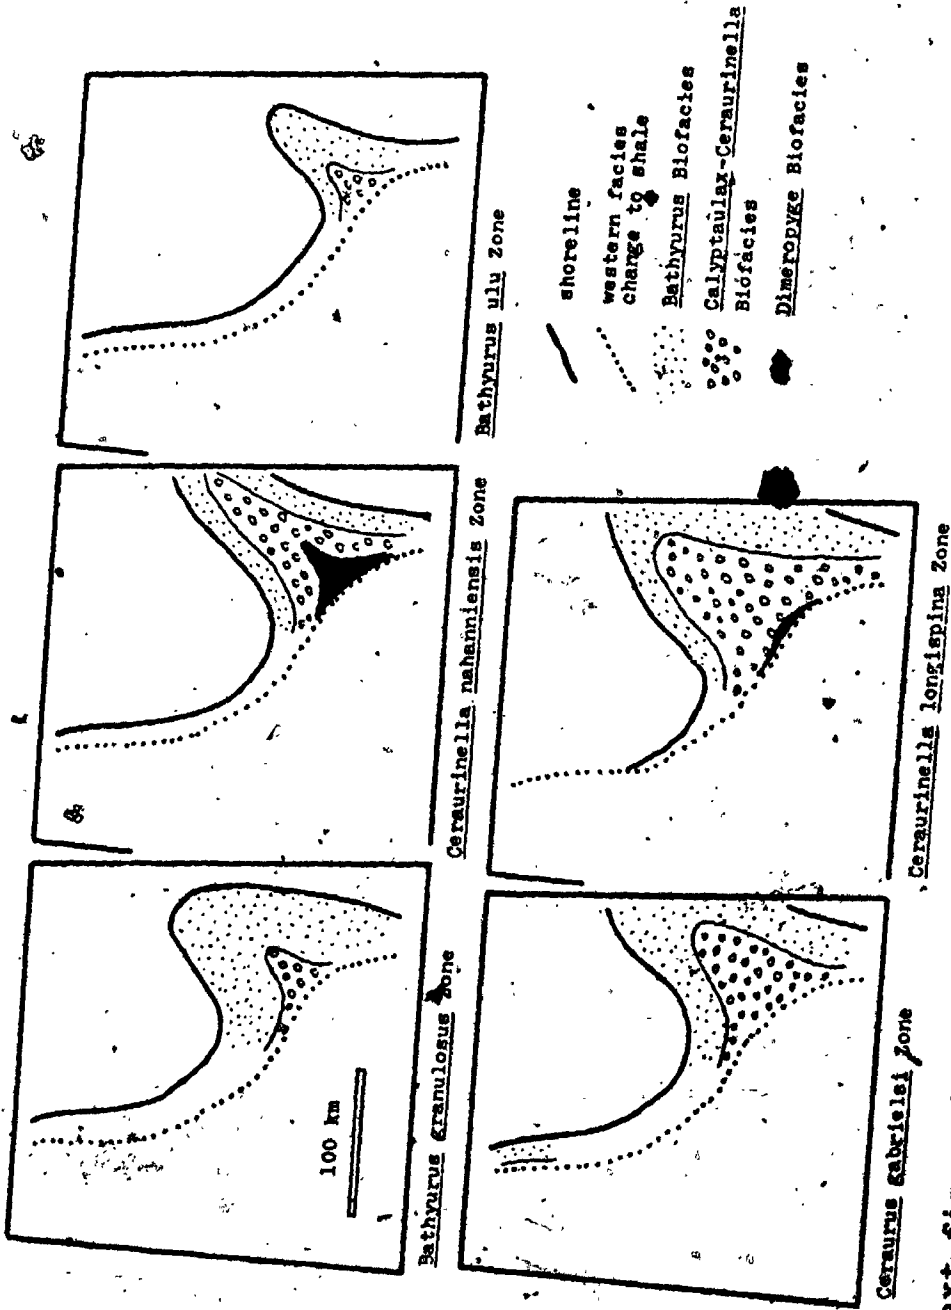 100 km
Bathyurus granulosus Zone
Ceraurinella nahanniensis Zone
Bathyurus ulu Zone
Ceraurus gabrielsi Zone
Ceraurinella longispina Zone
shoreline
western facies
change to shale
Bathyurus Biofacies
Calyptaulax-Ceraurinella
Biofacies
Dimeropyge Biofacies